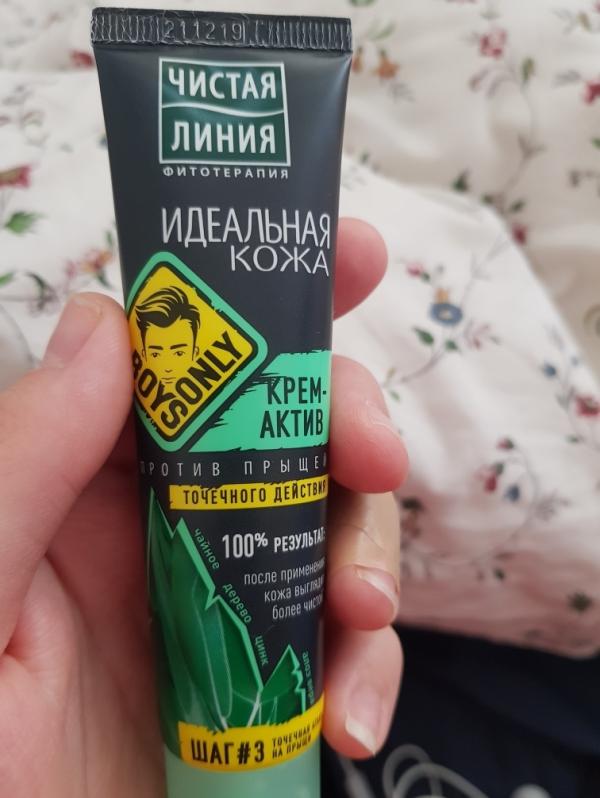 211219
ЧИСТАЯ
ЛИНИЯ
ФИТОТЕРАПИЯ
ИДЕАЛЬНАЯ
КОЖА
BOYS
ONLY
КРЕМ-
АКТИВ
ПРОТИВ ПРЫЩЕЙ
ТОЧЕЧНОГО ДЕЙСТВИЯ
100% РЕЗУЛЬТАТ:
после применения
кожа выглядит
более чистой
чайное дерево
цинк
ШАГ#3
ТОЧЕЧНАЯ
НА ПРЫЩИ